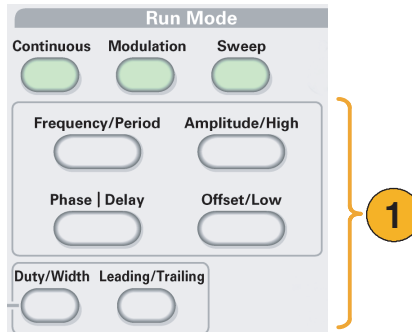 Run Mode
Continuous Modulation Sweep
Frequency/Period Amplitude/High
Phase | Delay Offset/Low
Duty/Width Leading/Trailing
1